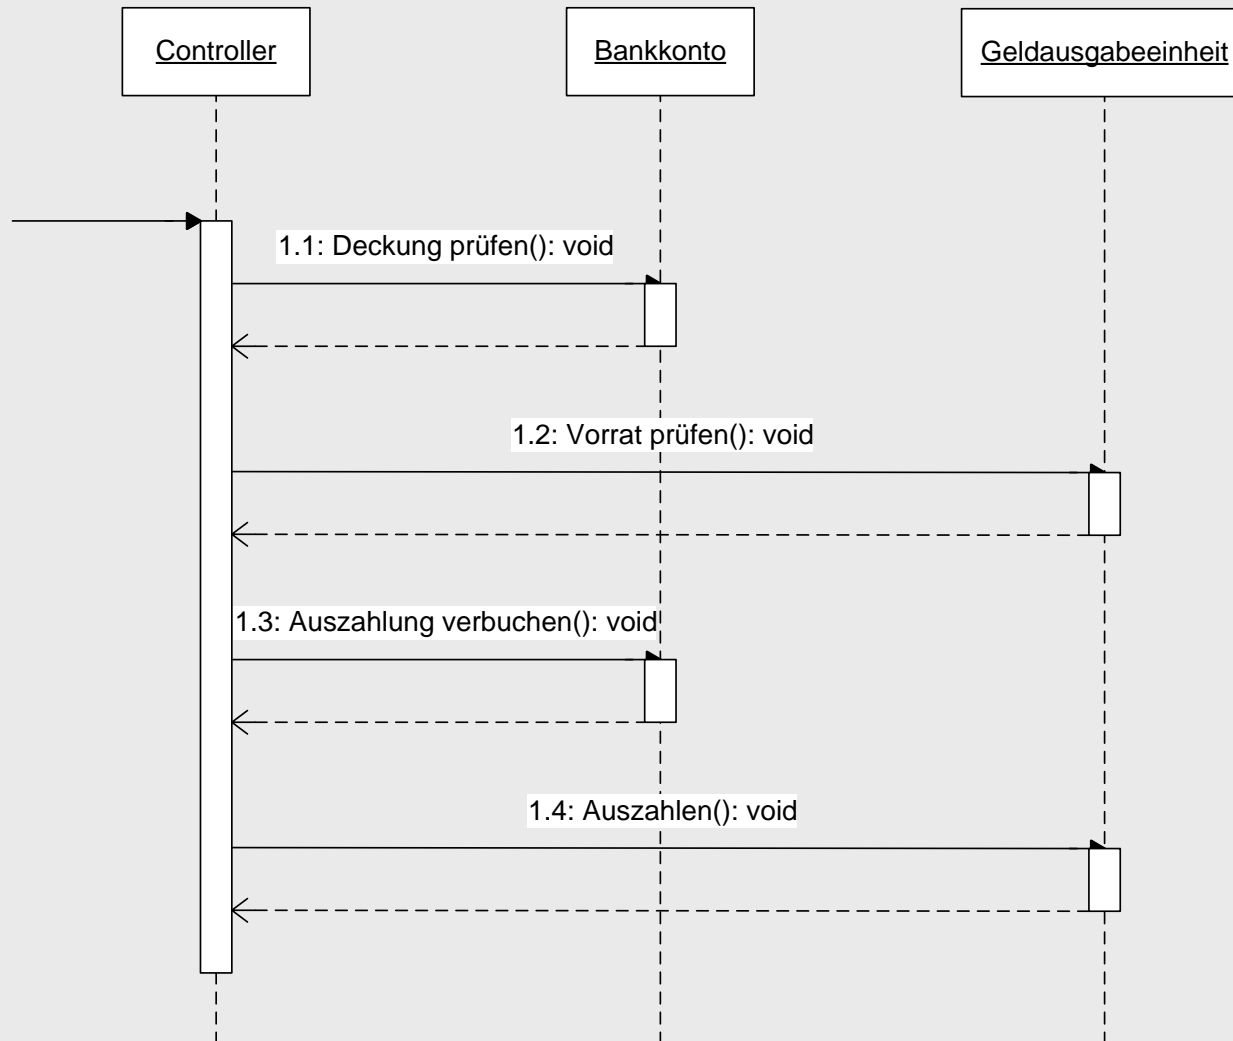 Controller
Bankkonto
Geldausgabeeinheit
1.1: Deckung prüfen(): void
1.2: Vorrat prüfen(): void
1.3: Auszahlung verbuchen(): void
1.4: Auszahlen(): void